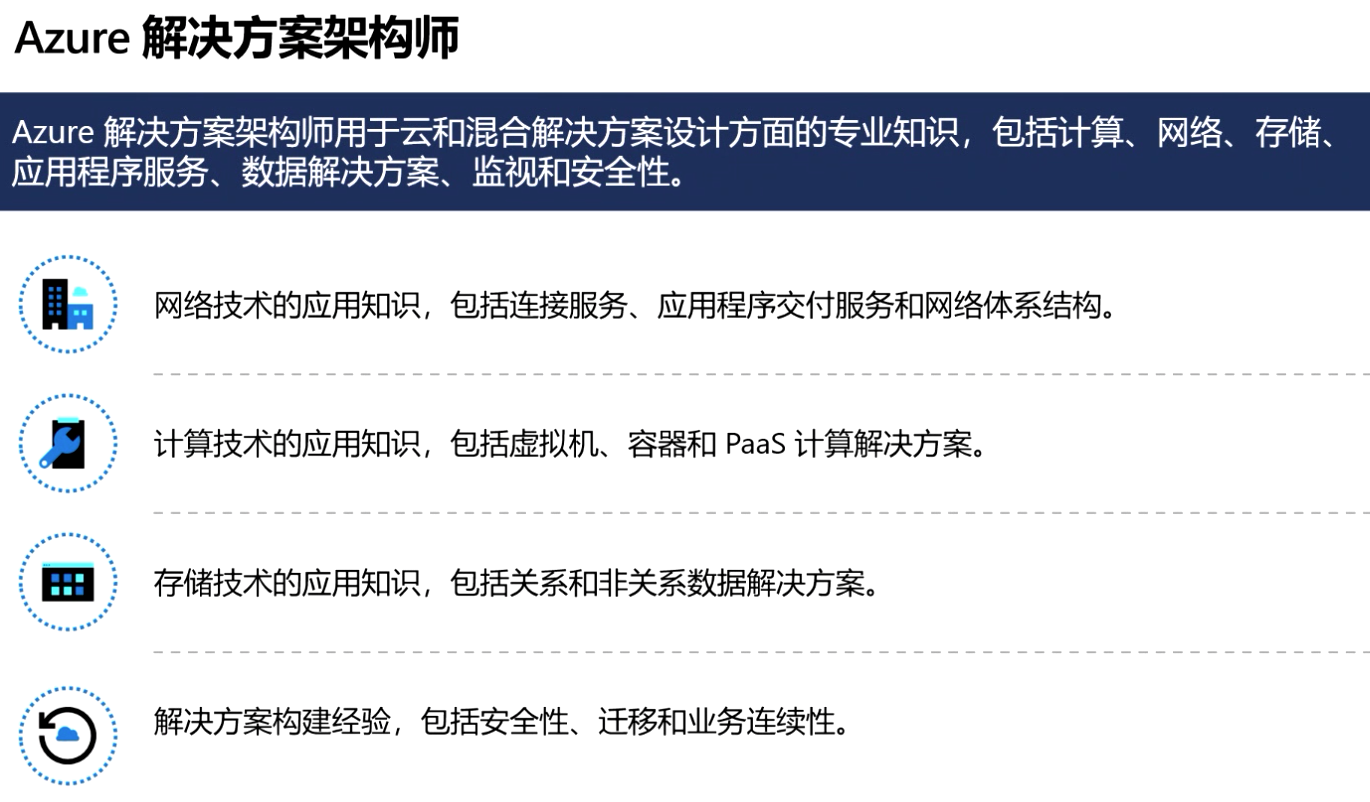 Azure 解决方案架构师
Azure 解决方案架构师用于云和混合解决方案设计方面的专业知识，包括计算、网络、存储、
应用程序服务、数据解决方案、监视和安全性。
网络技术的应用知识，包括连接服务、应用程序交付服务和网络体系结构。
计算技术的应用知识，包括虚拟机、容器和 PaaS 计算解决方案。
存储技术的应用知识，包括关系和非关系数据解决方案。
解决方案构建经验，包括安全性、迁移和业务连续性。